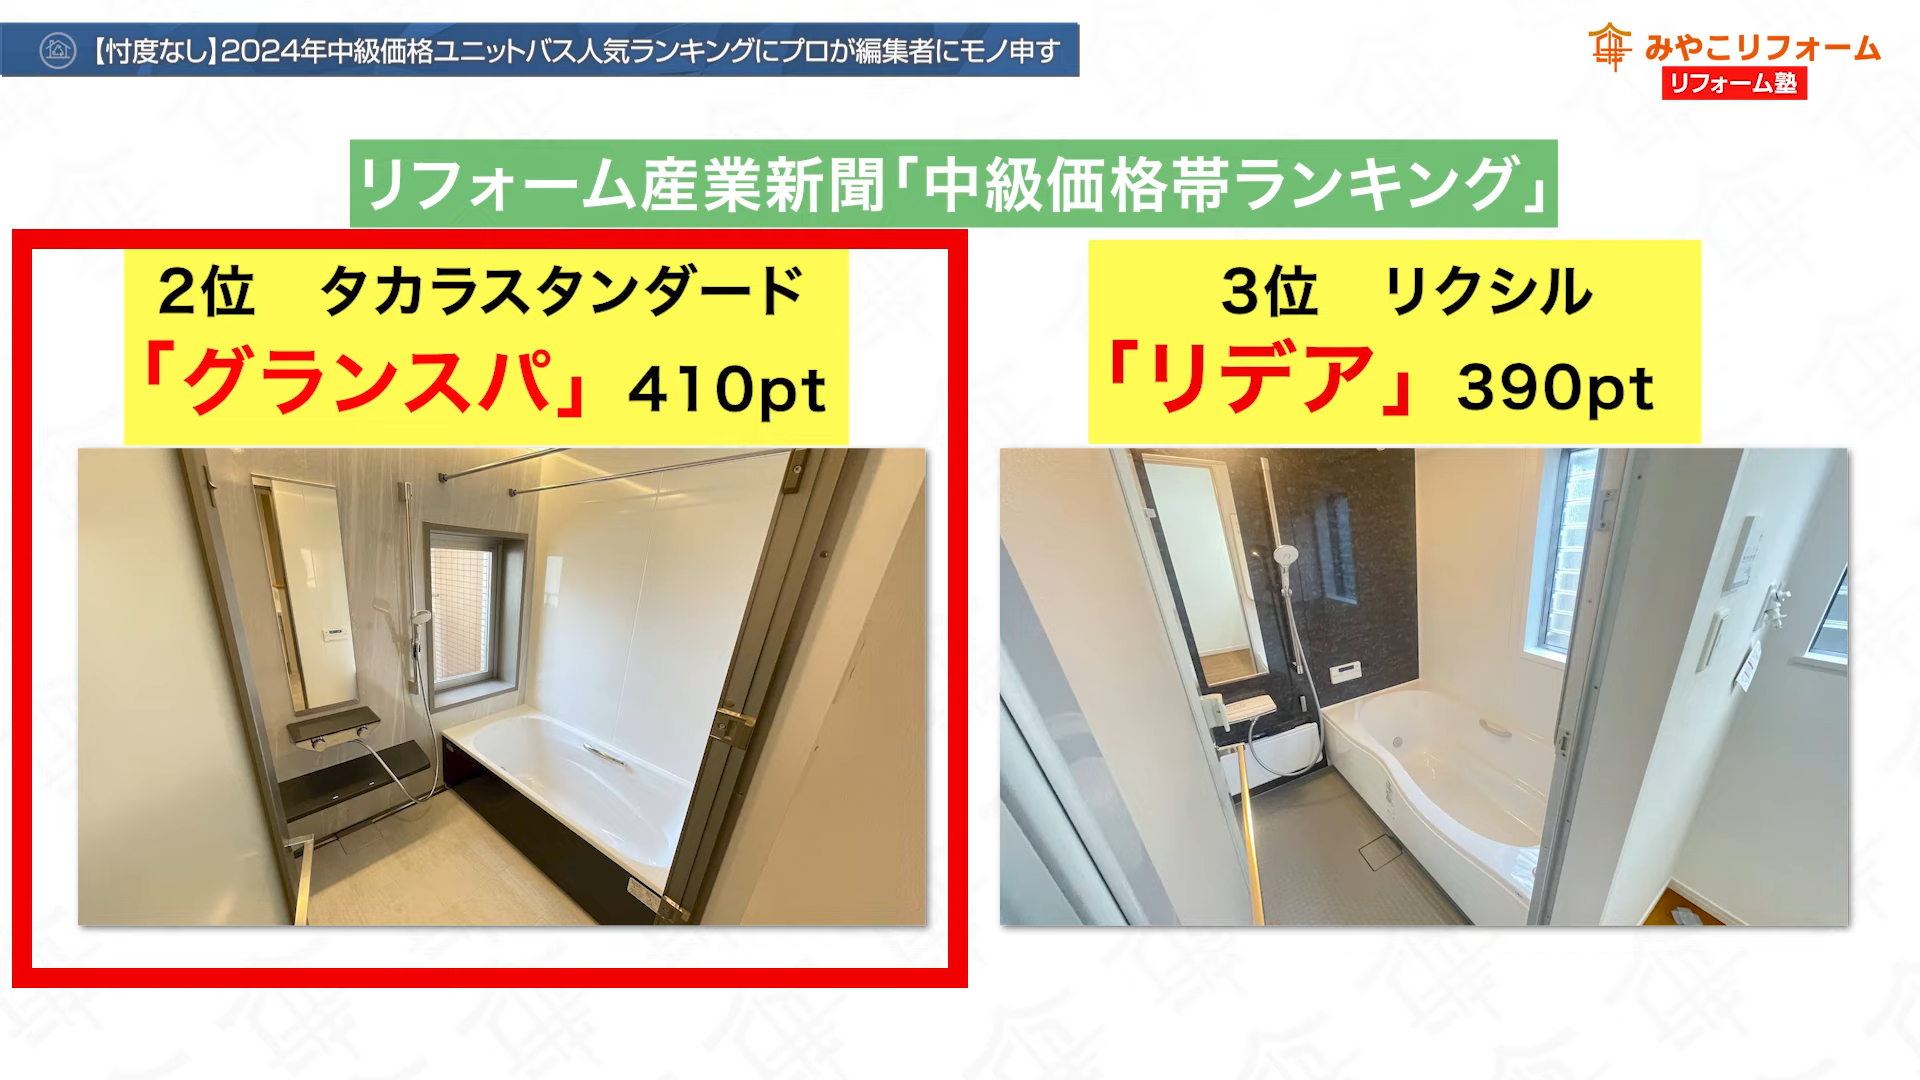 【忖度なし】2024年中級価格ユニットバス人気ランキングにプロが編集者にモノ申す
みやこリフォーム
リフォーム塾
リフォーム産業新聞「中級価格帯ランキング」
2位　タカラスタンダード
「グランスパ」410pt
3位　リクシル
「リデア」390pt